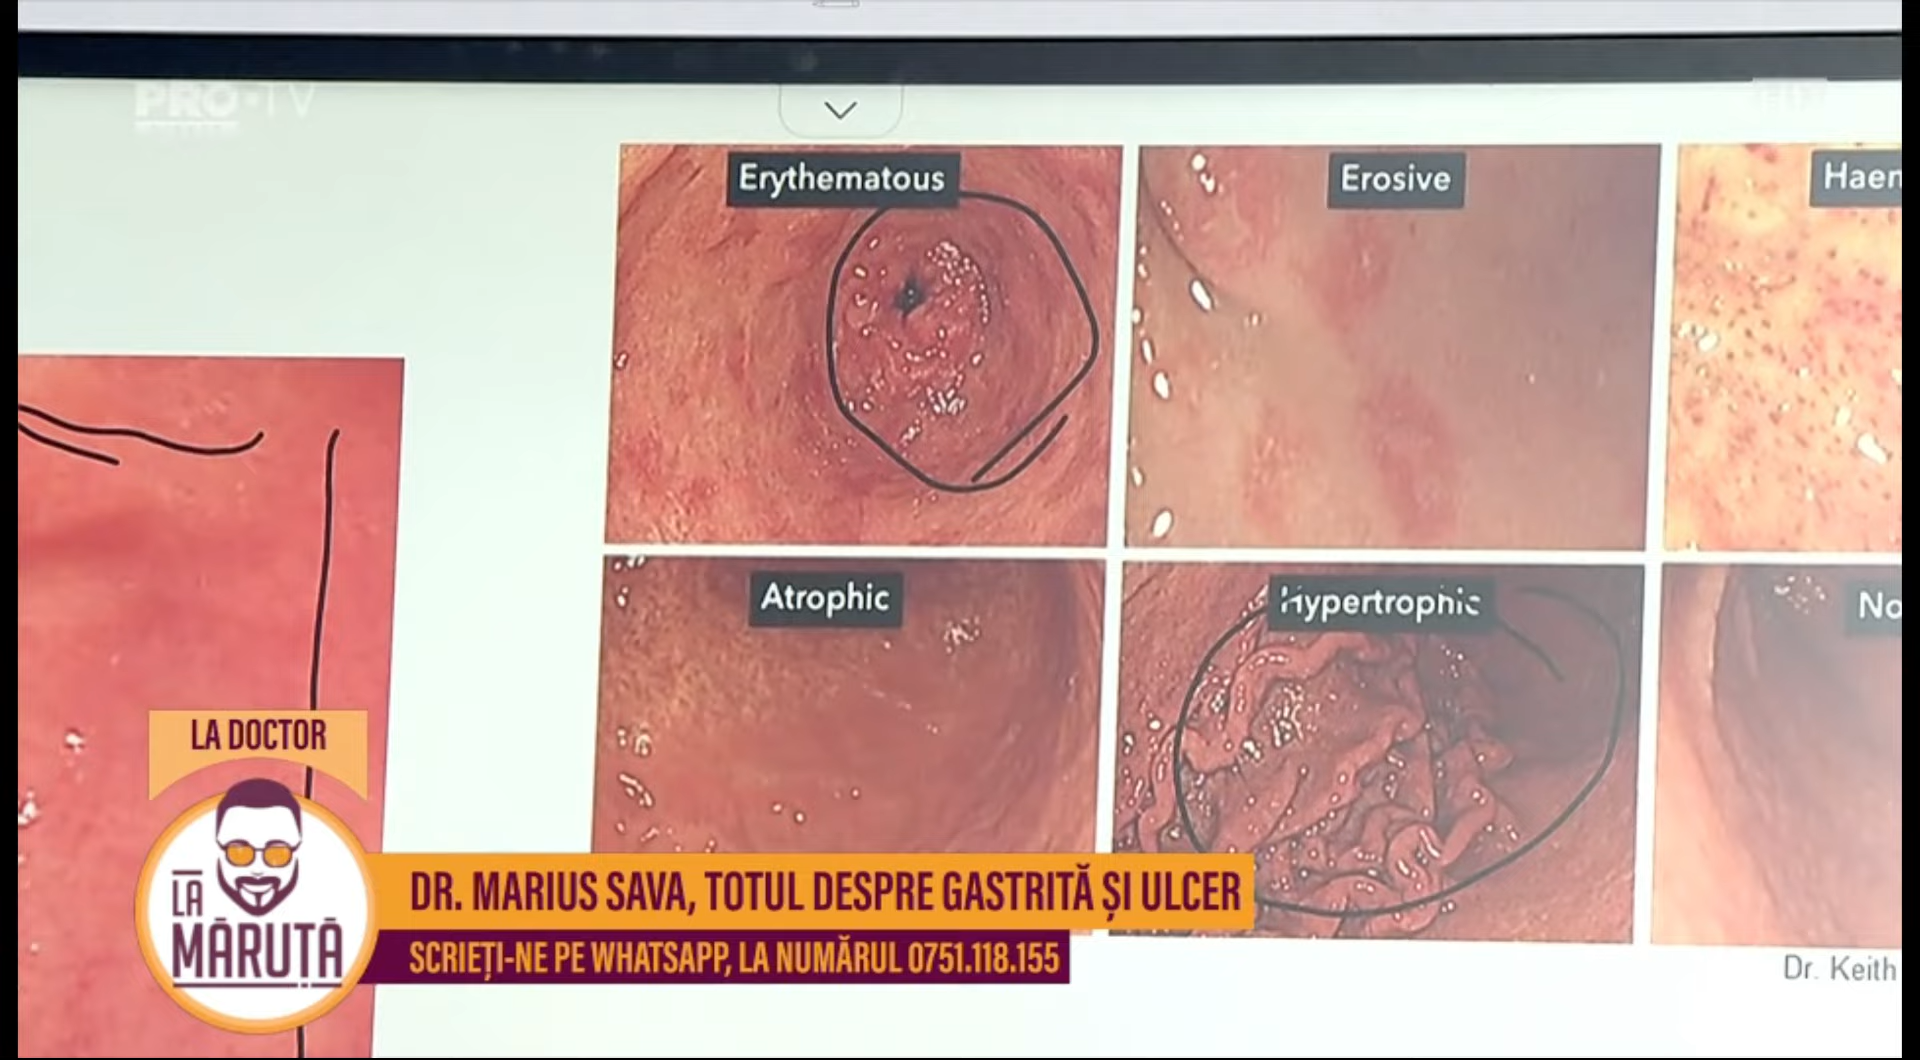 PRO•TV
Erythematous
Erosive
Haem
Atrophic
Hypertrophic
No
LA DOCTOR
LA
MĂRUȚĂ
DR. MARIUS SAVA, TOTUL DESPRE GASTRITĂ ȘI ULCER
SCRIEȚI-NE PE WHATSAPP, LA NUMĂRUL 0751.118.155
Dr. Keith